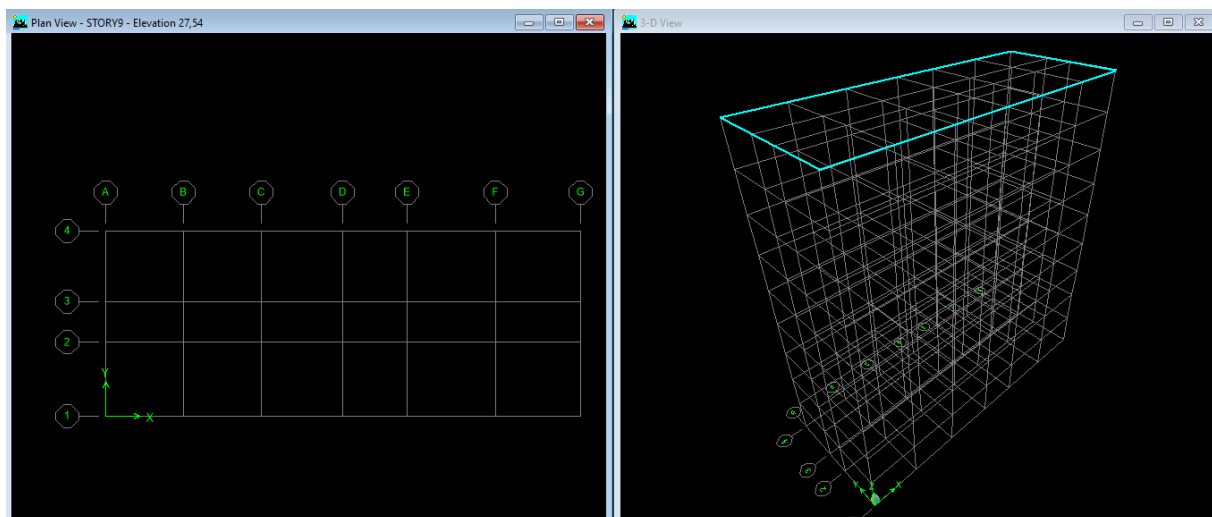 Plan View - STORY9 - Elevation 27,54
A B C D E F G
4
3
2
Y
1 X
3-D View
Y Z X